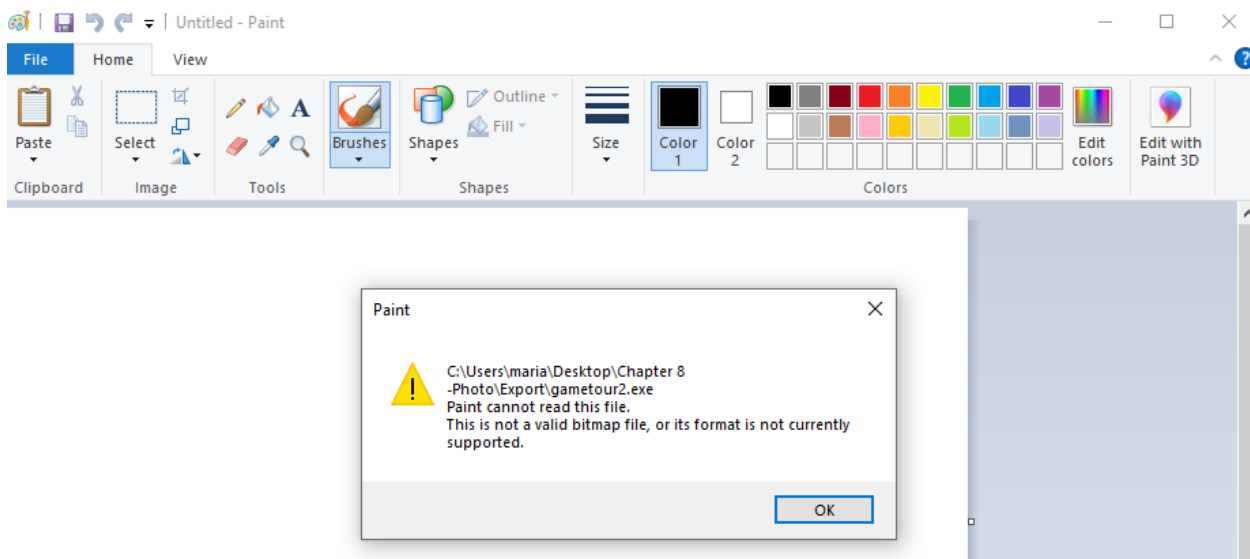 Untitled - Paint
File Home View
Paste
Select
A
Brushes
Shapes
Outline
Fill
Size
Color 1
Color 2
Edit colors
Edit with Paint 3D
Clipboard
Image
Tools
Shapes
Colors
?
Paint
C:\Users\maria\Desktop\Chapter 8
-Photo\Export\gametour2.exe
Paint cannot read this file.
This is not a valid bitmap file, or its format is not currently
supported.
OK